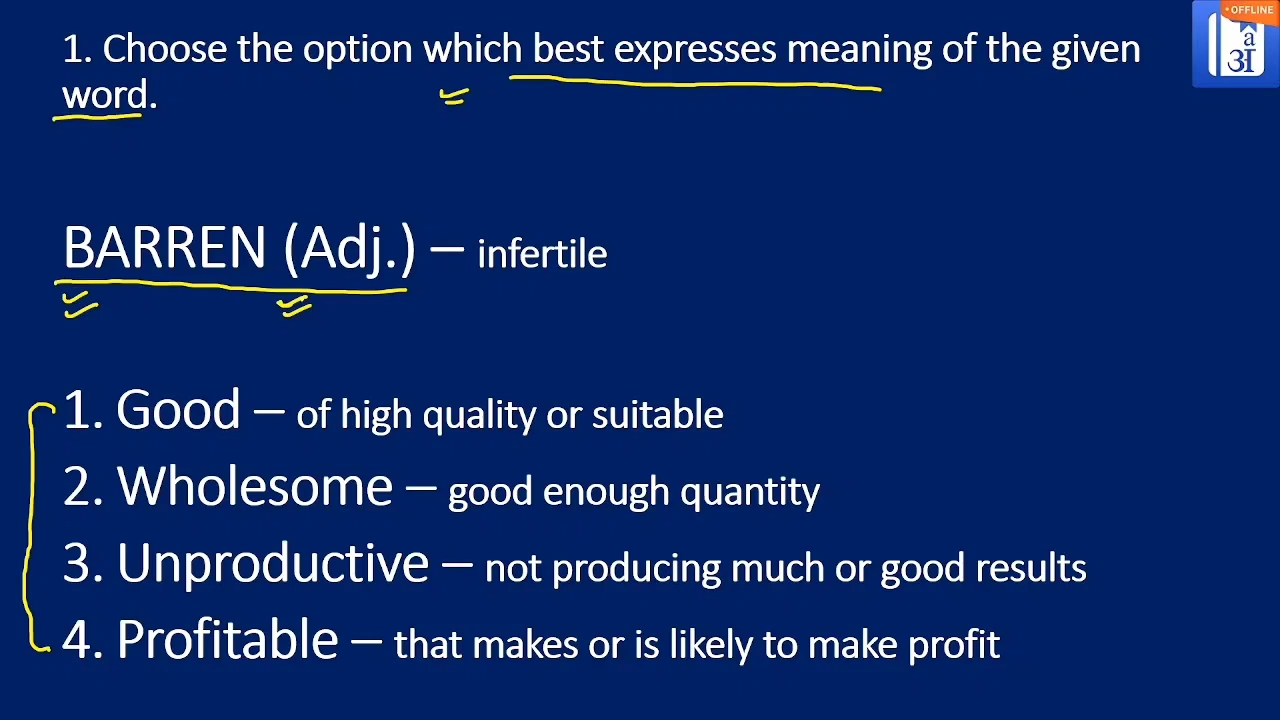 •OFFLINE
1. Choose the option which best expresses meaning of the given
word.
a
अ
BARREN (Adj.) – infertile
1. Good – of high quality or suitable
2. Wholesome – good enough quantity
3. Unproductive – not producing much or good results
4. Profitable – that makes or is likely to make profit